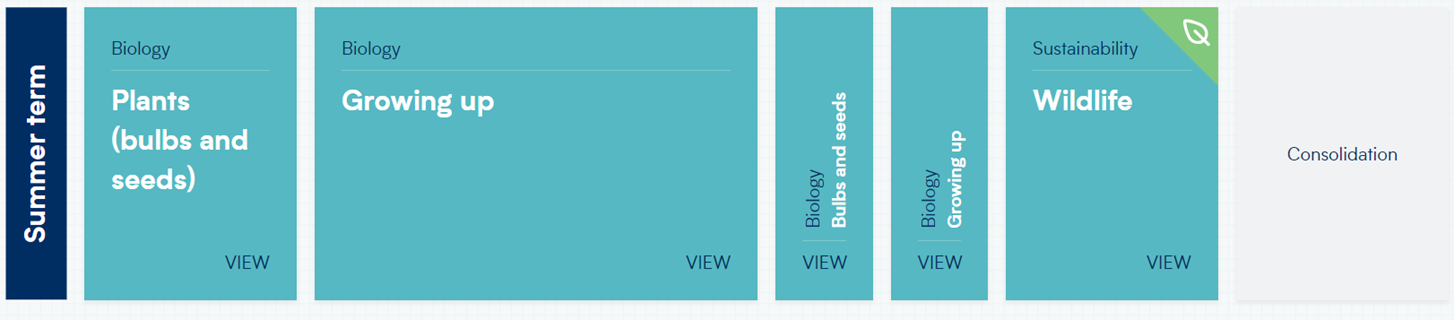 Summer term
Biology
Plants
(bulbs and
seeds)
VIEW
Biology
Growing up
VIEW
Biology
Bulbs and seeds
VIEW
Biology
Growing up
VIEW
Sustainability
Wildlife
VIEW
Consolidation